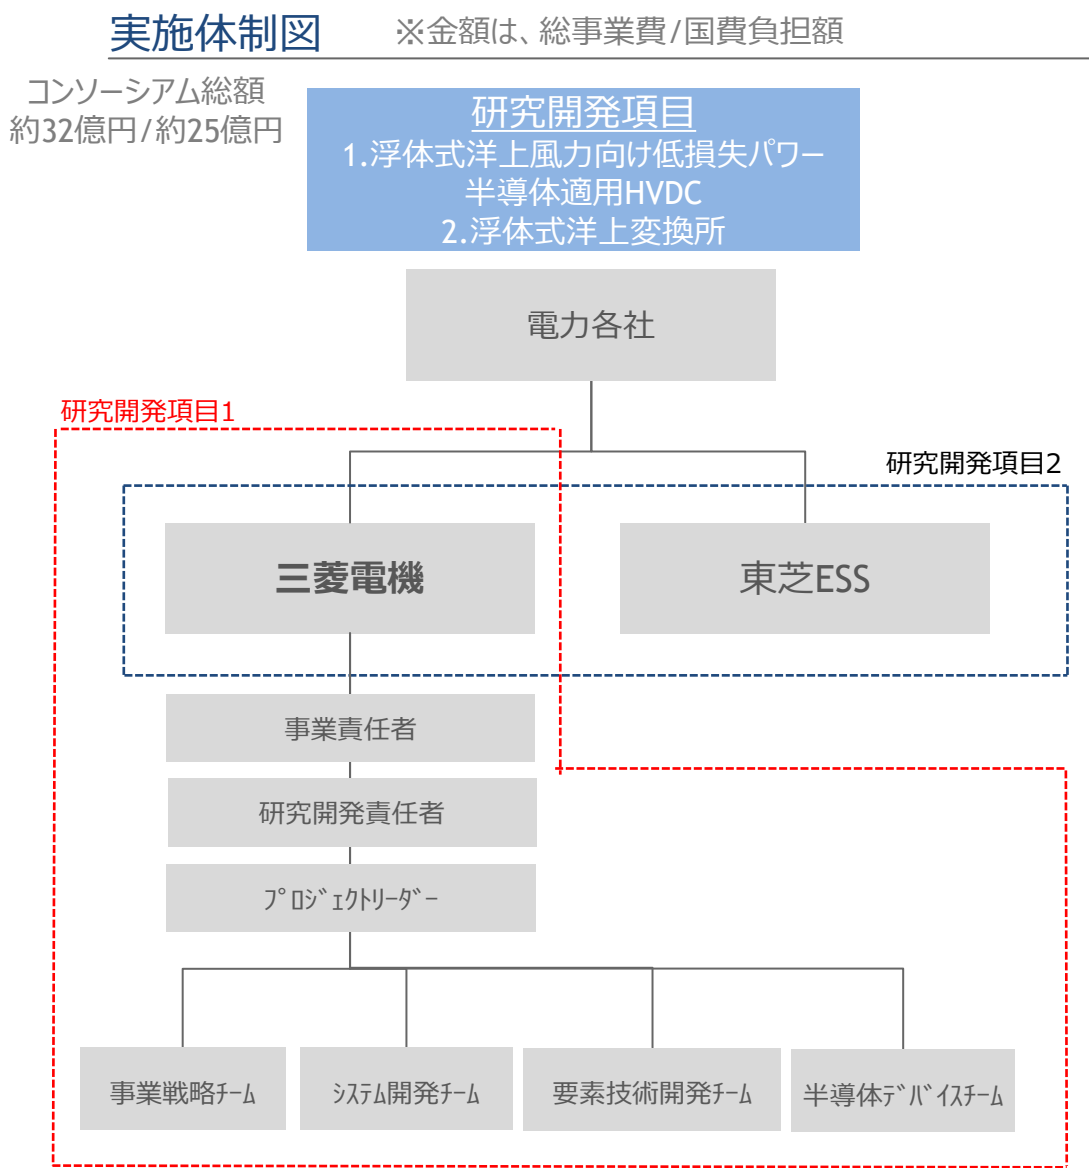 実施体制図
※金額は、総事業費/国費負担額
コンソーシアム総額
約32億円/約25億円
研究開発項目
1.浮体式洋上風力向け低損失パワー
半導体適用HVDC
2.浮体式洋上変換所
電力各社
研究開発項目1
研究開発項目2
三菱電機
東芝ESS
事業責任者
研究開発責任者
ﾌﾟﾛｼﾞｪｸﾄﾘｰﾀﾞｰ
事業戦略ﾁｰﾑ
ｼｽﾃﾑ開発ﾁｰﾑ
要素技術開発ﾁｰﾑ
半導体ﾃﾞﾊﾞｲｽﾁｰﾑ